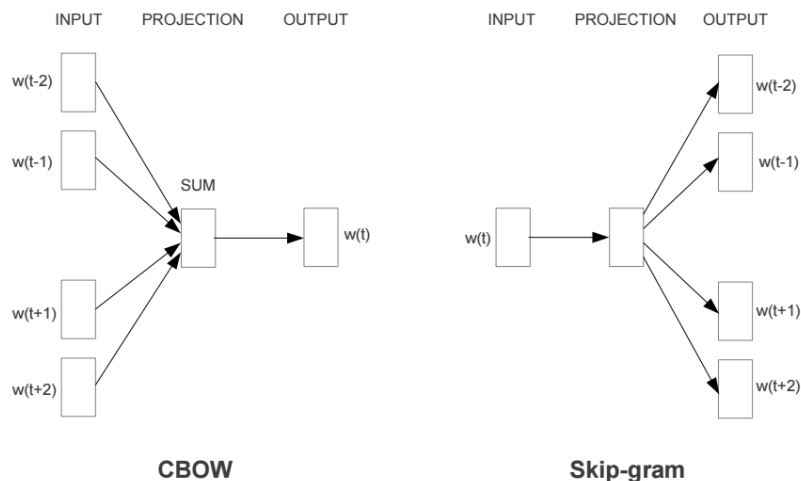 INPUT PROJECTION OUTPUT
w(t-2)
w(t-1)
SUM
w(t)
w(t+1)
w(t+2)
CBOW
INPUT PROJECTION OUTPUT
w(t-2)
w(t-1)
w(t)
w(t+1)
w(t+2)
Skip-gram